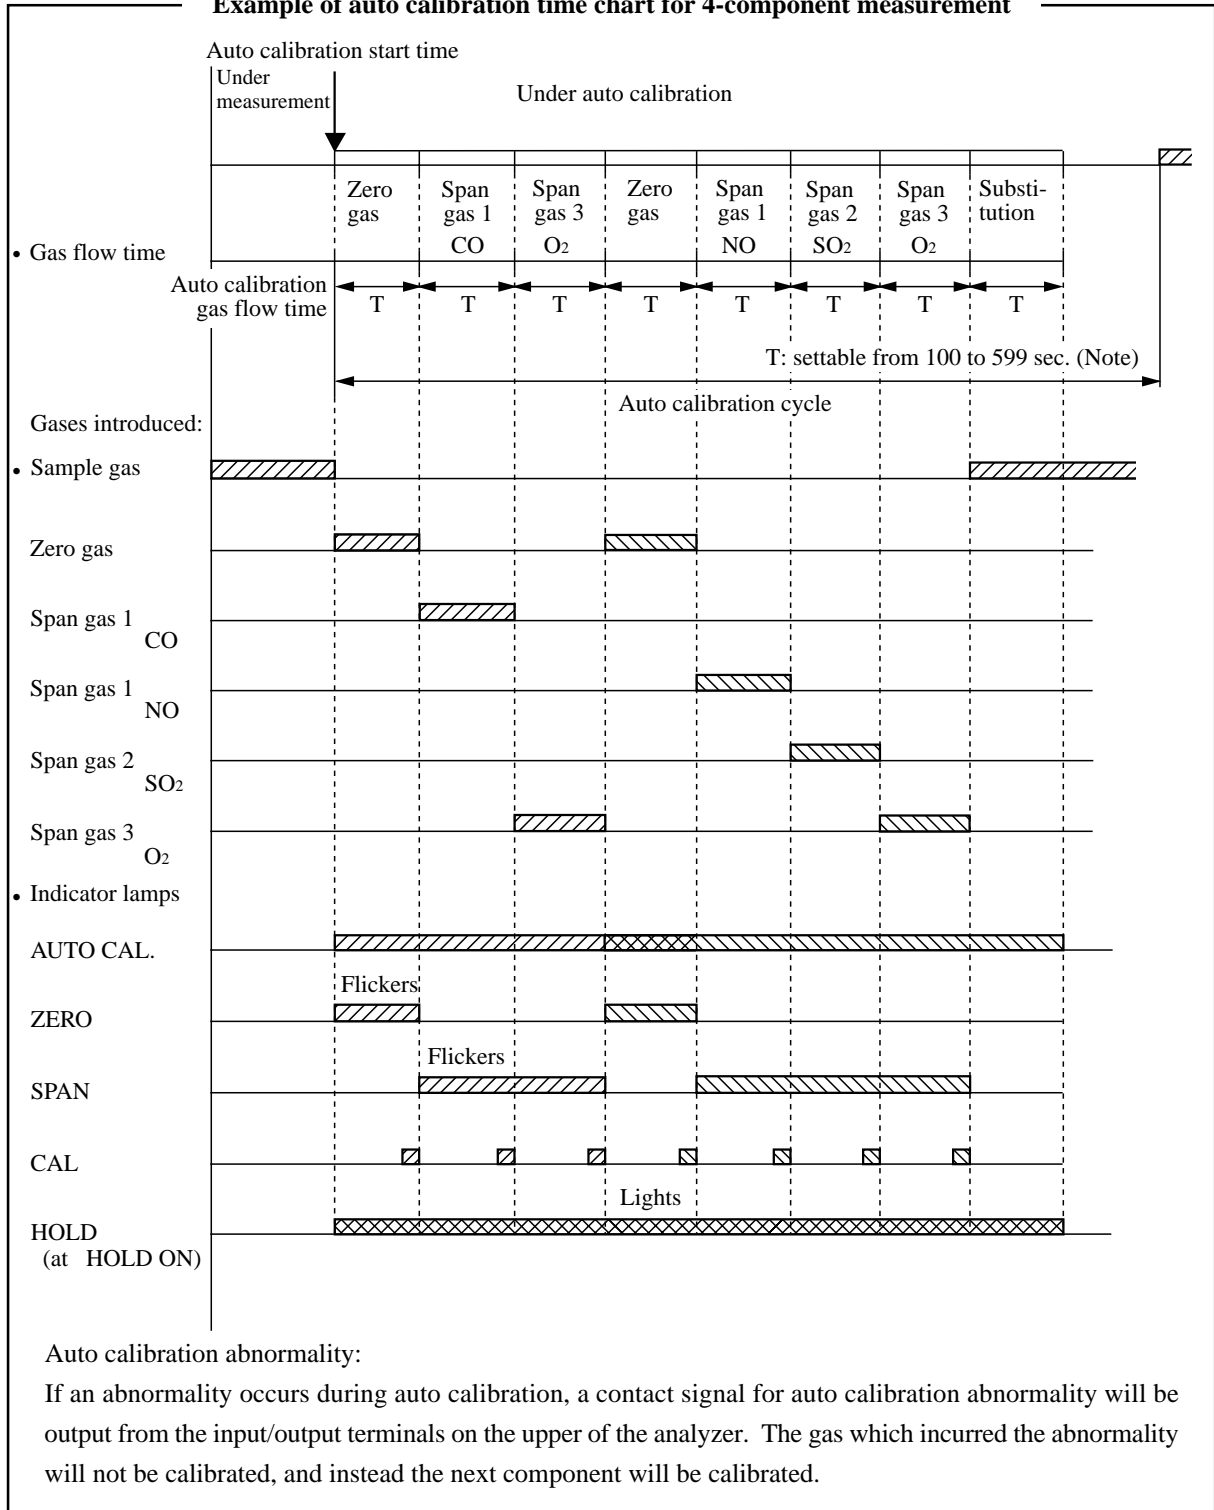 Example of auto calibration time chart for 4-component measurement
Auto calibration start time
Under
measurement
Under auto calibration
Zero
gas
Span
gas 1
CO
Span
gas 3
O2
Zero
gas
Span
gas 1
NO
Span
gas 2
SO2
Span
gas 3
O2
Substi-
tution
• Gas flow time
Auto calibration
gas flow time
T T T T T T T T
T: settable from 100 to 599 sec. (Note)
Auto calibration cycle
Gases introduced:
• Sample gas
Zero gas
Span gas 1
CO
Span gas 1
NO
Span gas 2
SO2
Span gas 3
O2
• Indicator lamps
AUTO CAL.
Flickers
ZERO
Flickers
SPAN
CAL
Lights
HOLD
(at HOLD ON)
Auto calibration abnormality:
If an abnormality occurs during auto calibration, a contact signal for auto calibration abnormality will be
output from the input/output terminals on the upper of the analyzer. The gas which incurred the abnormality
will not be calibrated, and instead the next component will be calibrated.